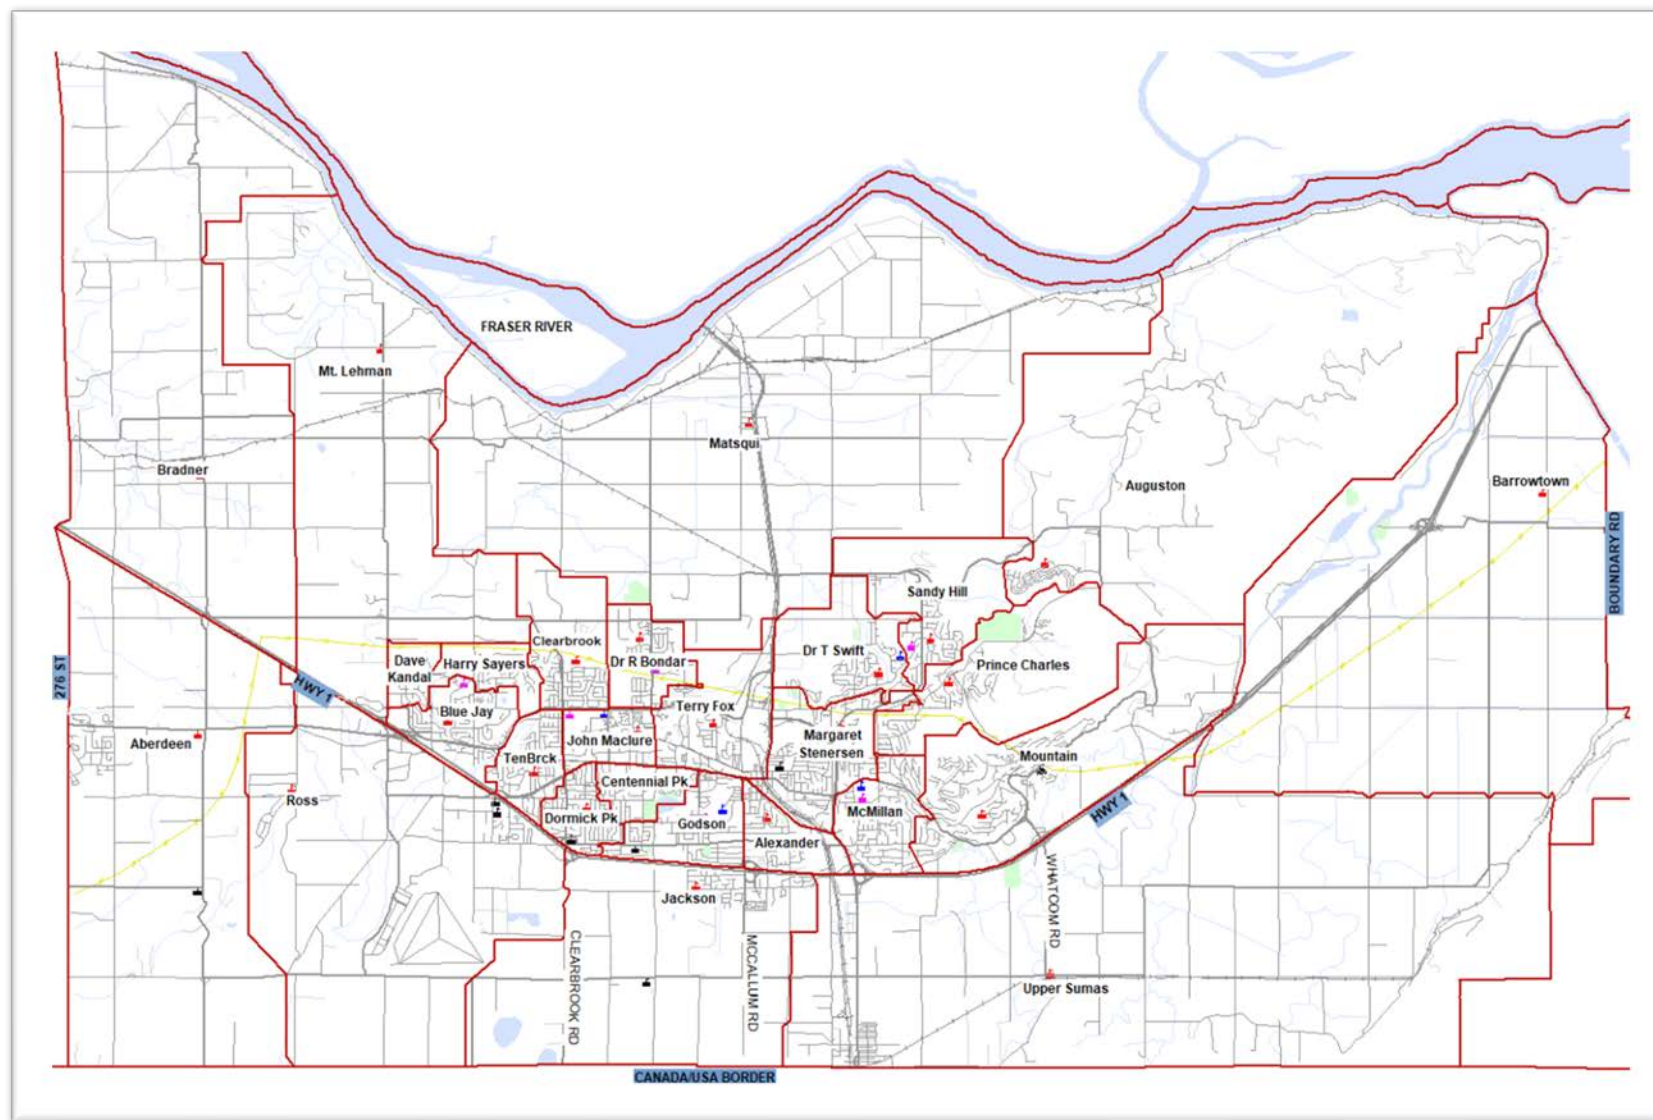 FRASER RIVER
Mt. Lehman
Matsqui
Bradner
Auguston
Barrowtown
BOUNDARY RD
Sandy Hill
Clearbrook
Dave
Kandal
Harry Sayers
Dr R Bondar
Dr T Swift
Prince Charles
276 ST
HWY 1
Blue Jay
Terry Fox
Aberdeen
John Maclure
Margaret
Stenersen
TenBrck
Mountain
Centennial Pk
Ross
Dormick Pk
Godson
McMillan
HWY 1
Alexander
Jackson
WHATCOM RD
CLEARBROOK RD
MCCALLUM RD
Upper Sumas
CANADA/USA BORDER